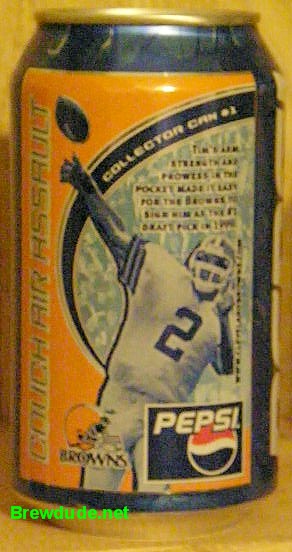 COLLECTOR CAN #1
COUCH AIR ASSAULT
TIM'S ARM
STRENGTH AND
PROWESS IN THE
POCKET MADE IT EASY
FOR THE BROWNS TO
SIGN HIM AS THE #1
DRAFT PICK IN 1999
2
BROWNS
PEPSI
Brewdude.net